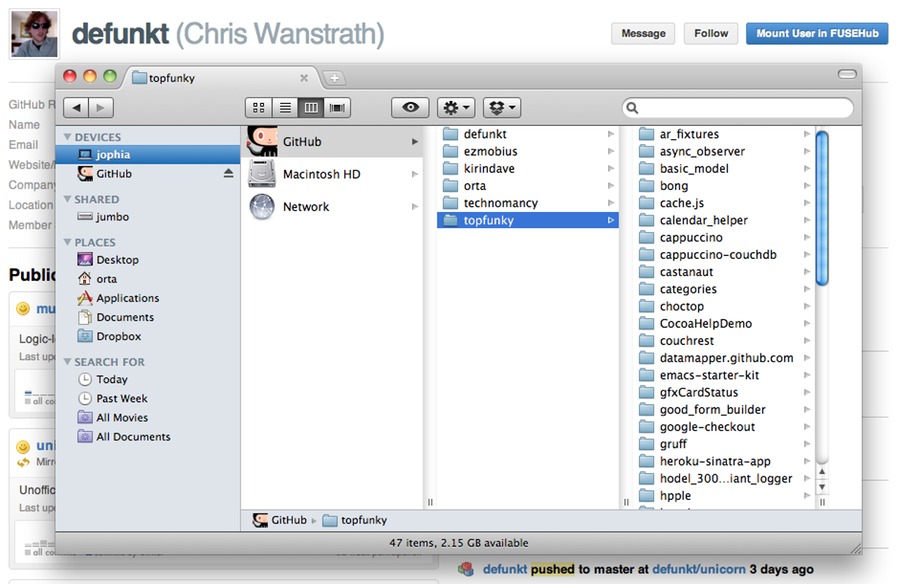 defunkt (Chris Wanstrath)
Message
Follow
Mount User in FUSEHub
topfunky
GitHub R
Name
Email
Website/
Company
Location
Member
DEVICES
jophia
GitHub
SHARED
jumbo
PLACES
Desktop
orta
Applications
Documents
Dropbox
SEARCH FOR
Today
Past Week
All Movies
All Documents
GitHub
Macintosh HD
Network
defunkt
ezmobius
kirindave
orta
technomancy
topfunky
ar_fixtures
async_observer
basic_model
bong
cache.js
calendar_helper
cappuccino
cappuccino-couchdb
castanaut
categories
choctop
CocoaHelpDemo
couchrest
datamapper.github.com
emacs-starter-kit
gfxCardStatus
good_form_builder
google-checkout
gruff
heroku-sinatra-app
hodel_300...iant_logger
hpple
GitHub
topfunky
47 items, 2.15 GB available
Public
mu
Logic-l
Last up
all co
uni
Mirr
Unoffic
Last up
all co
defunkt pushed to master at defunkt/unicorn 3 days ago